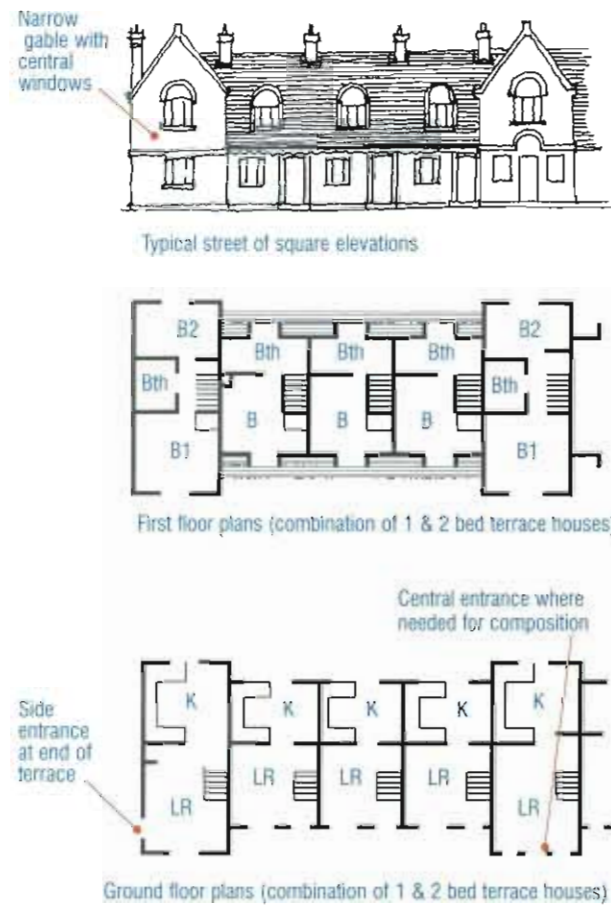 Narrow
gable with
central
windows
Typical street of square elevations
B2
B2
Bth
Bth
Bth
Bth
Bth
B
B
B
B1
B1
First floor plans (combination of 1 & 2 bed terrace houses)
Central entrance where
needed for composition
Side
entrance
at end of
terrace
K
K
K
K
K
LR
LR
LR
LR
LR
Ground floor plans (combination of 1 & 2 bed terrace houses)